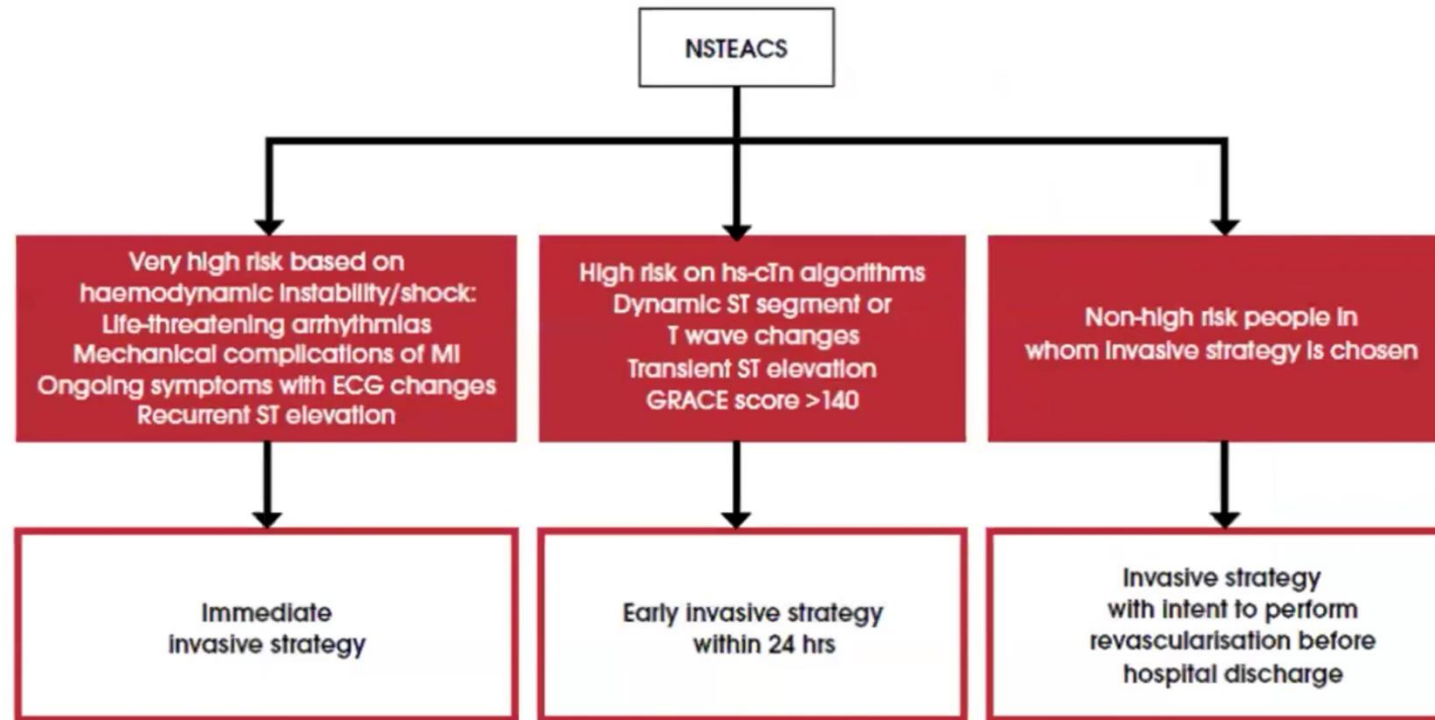 NSTEACS
Very high risk based on
haemodynamic instability/shock:
Life-threatening arrhythmias
Mechanical complications of MI
Ongoing symptoms with ECG changes
Recurrent ST elevation
High risk on hs-cTn algorithms
Dynamic ST segment or
T wave changes
Transient ST elevation
GRACE score >140
Non-high risk people in
whom invasive strategy is chosen
Immediate
invasive strategy
Early invasive strategy
within 24 hrs
Invasive strategy
with intent to perform
revascularisation before
hospital discharge